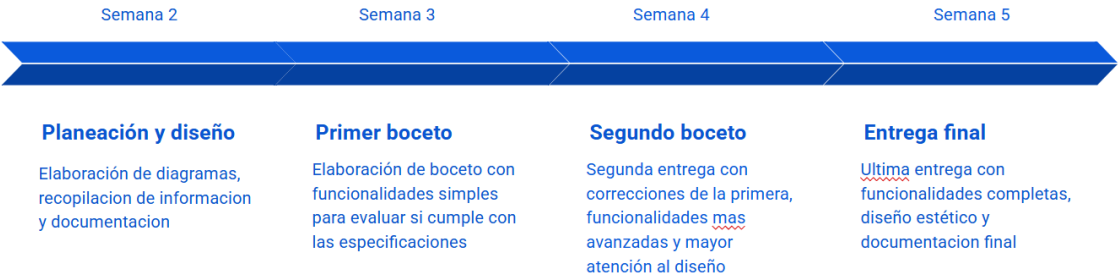 Semana 2
Semana 3
Semana 4
Semana 5
Planeación y diseño
Elaboración de diagramas,
recopilacion de informacion
y documentacion
Primer boceto
Elaboración de boceto con
funcionalidades simples
para evaluar si cumple con
las especificaciones
Segundo boceto
Segunda entrega con
correcciones de la primera,
funcionalidades mas
avanzadas y mayor
atención al diseño
Entrega final
Ultima entrega con
funcionalidades completas,
diseño estético y
documentacion final